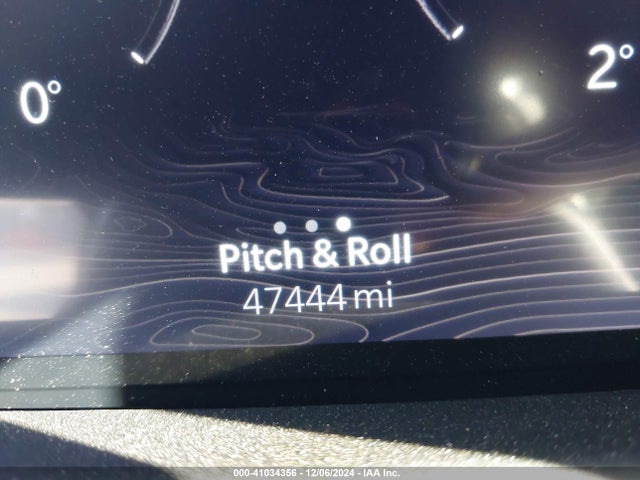 0°
2°
Pitch & Roll
47444 mi
000-41034356 - 12/06/2024 - IAA Inc.